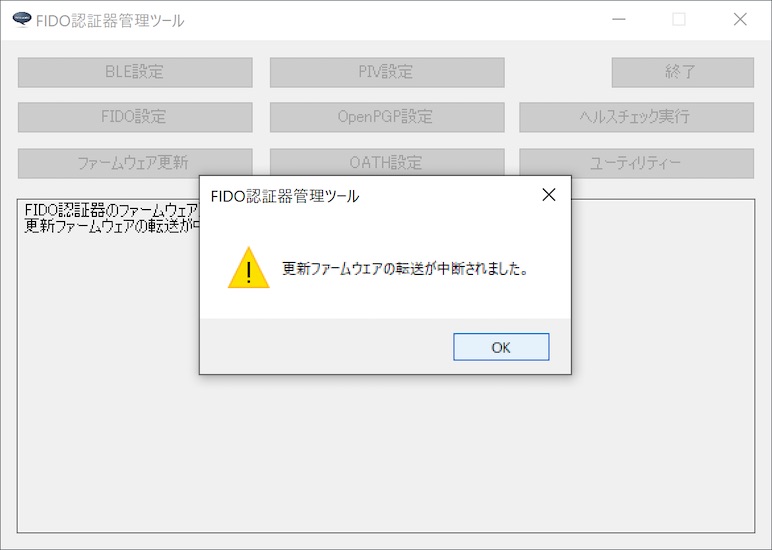 FIDO認証器管理ツール
BLE設定
PIV設定
終了
FIDO設定
OpenPGP設定
ヘルスチェック実行
ファームウェア更新
OATH設定
ユーティリティー
FIDO認証器のファームウェア
更新ファームウェアの転送が
FIDO認証器管理ツール
更新ファームウェアの転送が中断されました。
OK